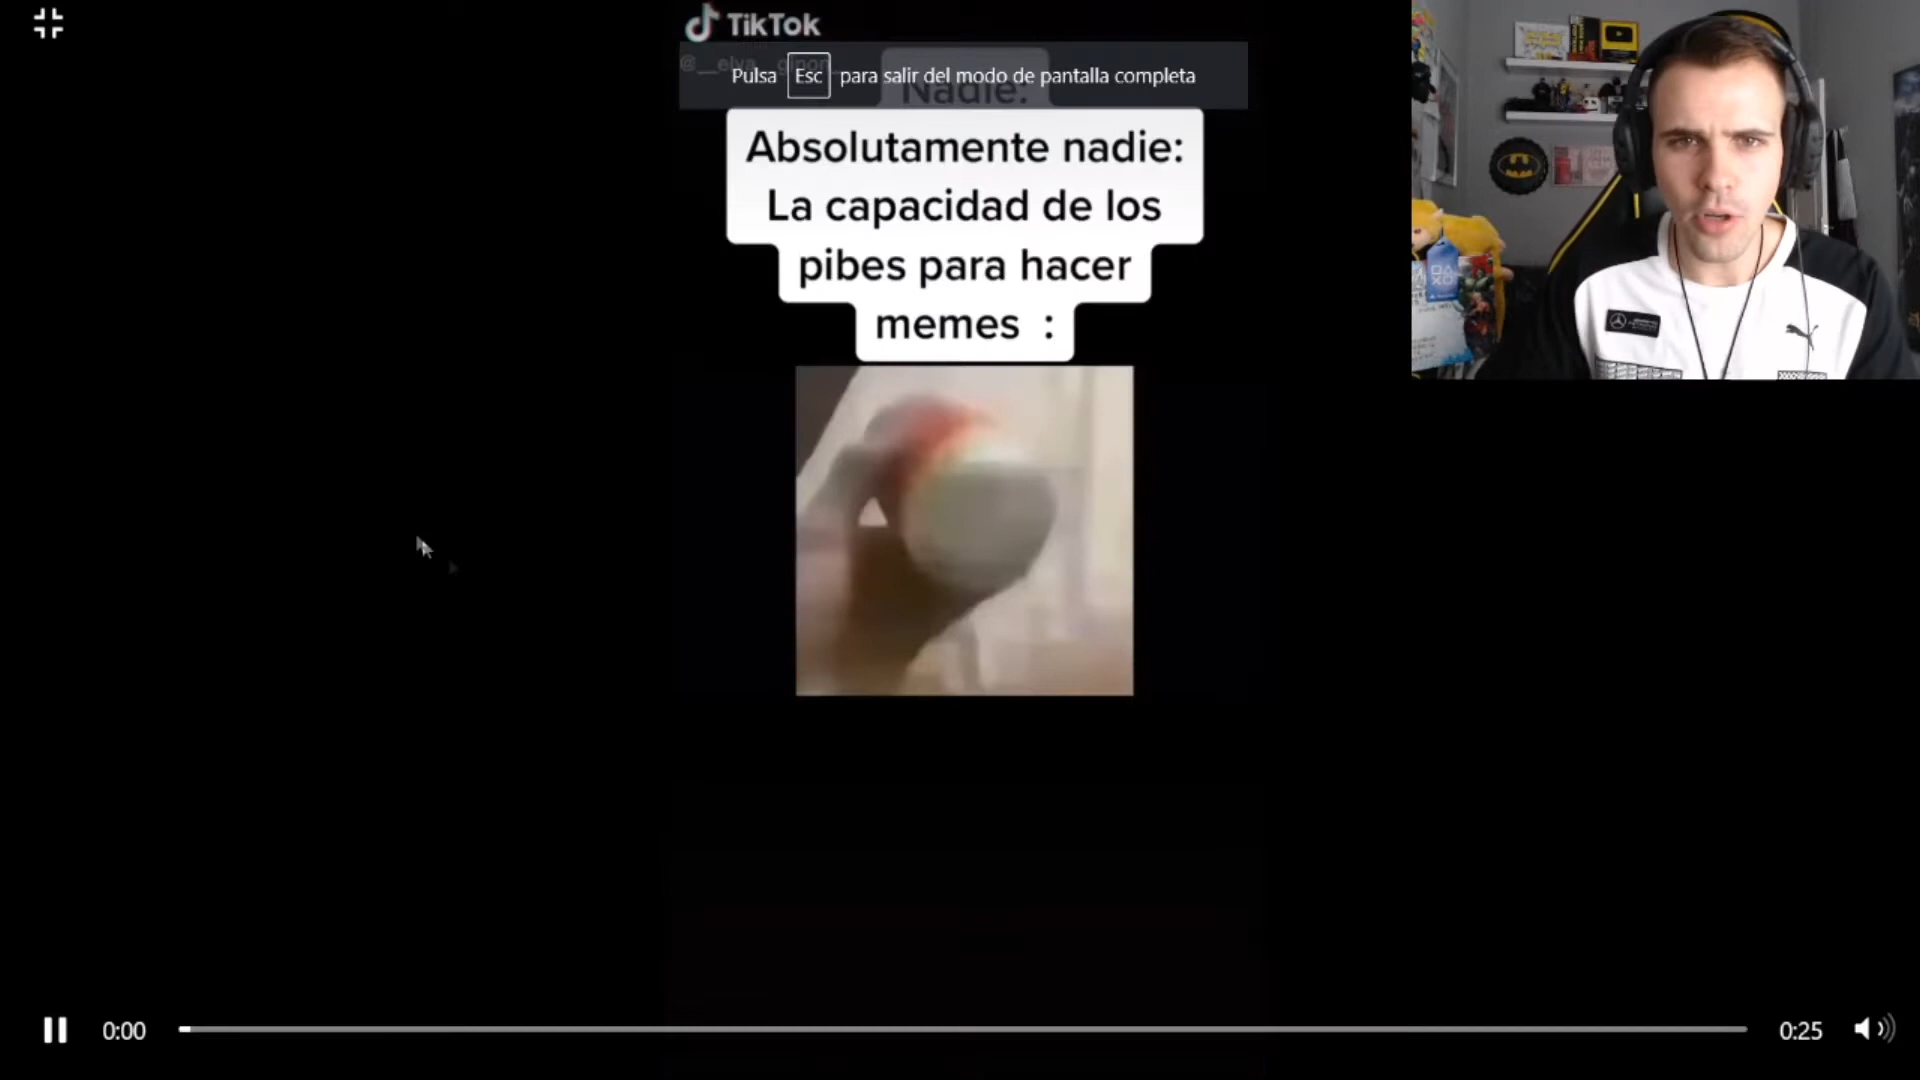 TikTok
Pulsa Esc para salir del modo de pantalla completa
Nadie:
Absolutamente nadie:
La capacidad de los
pibes para hacer
memes :
0:00
0:25